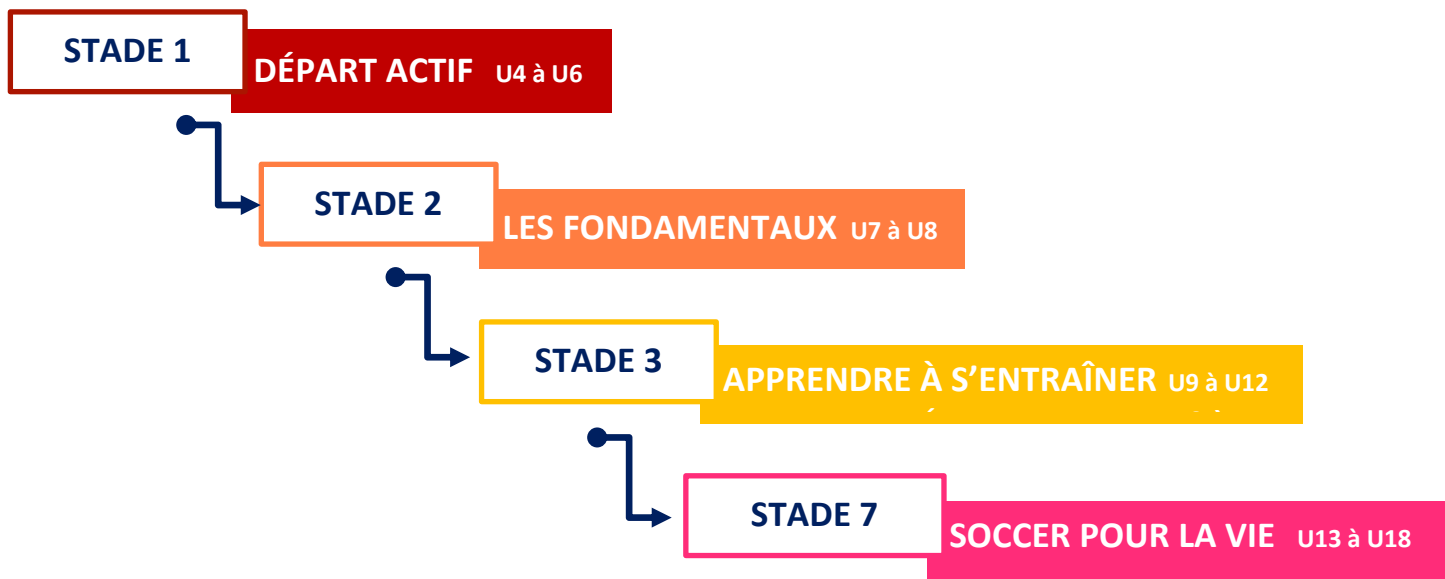 STADE 1
DÉPART ACTIF U4 à U6
STADE 2
LES FONDAMENTAUX U7 à U8
STADE 3
APPRENDRE À S’ENTRAÎNER U9 à U12
STADE 7
SOCCER POUR LA VIE U13 à U18